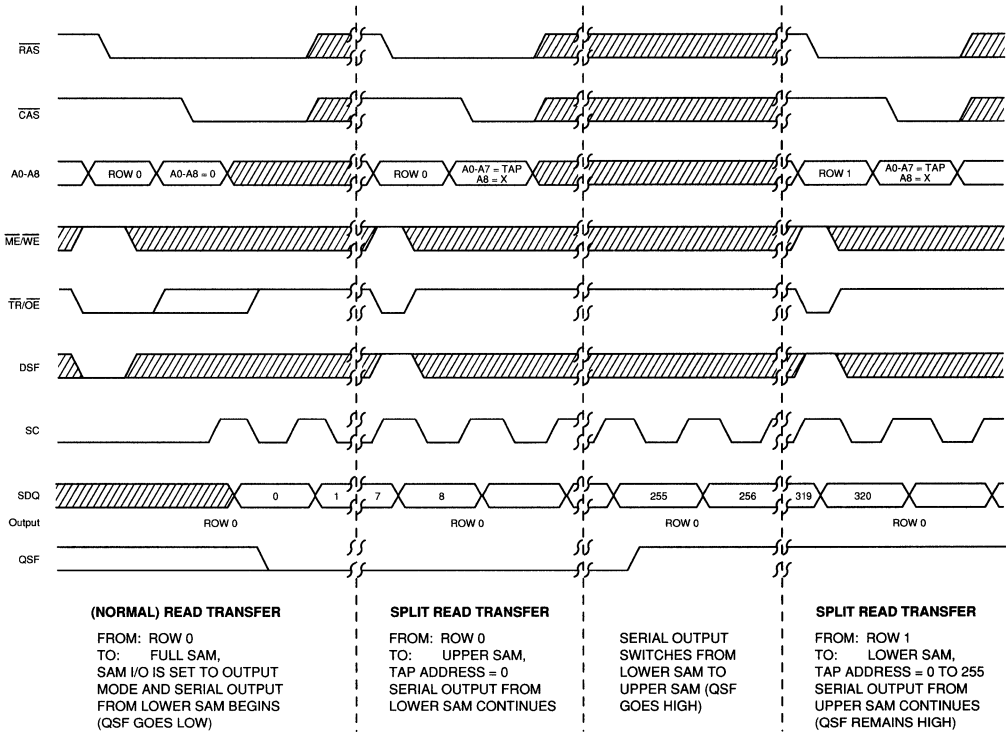 RAS
CAS
A0-A8 ROW 0 A0-A8 = 0 ROW 0 A0-A7 = TAP A8 = X ROW 1 A0-A7 = TAP A8 = X
ME/WE
TR/OE
DSF
SC
SDQ 0 1 7 8 255 256 319 320
Output ROW 0 ROW 0 ROW 0 ROW 0
QSF
(NORMAL) READ TRANSFER
FROM: ROW 0
TO: FULL SAM,
SAM I/O IS SET TO OUTPUT
MODE AND SERIAL OUTPUT
FROM LOWER SAM BEGINS
(QSF GOES LOW)
SPLIT READ TRANSFER
FROM: ROW 0
TO: UPPER SAM,
TAP ADDRESS = 0
SERIAL OUTPUT FROM
LOWER SAM CONTINUES
SERIAL OUTPUT
SWITCHES FROM
LOWER SAM TO
UPPER SAM (QSF
GOES HIGH)
SPLIT READ TRANSFER
FROM: ROW 1
TO: LOWER SAM,
TAP ADDRESS = 0 TO 255
SERIAL OUTPUT FROM
UPPER SAM CONTINUES
(QSF REMAINS HIGH)